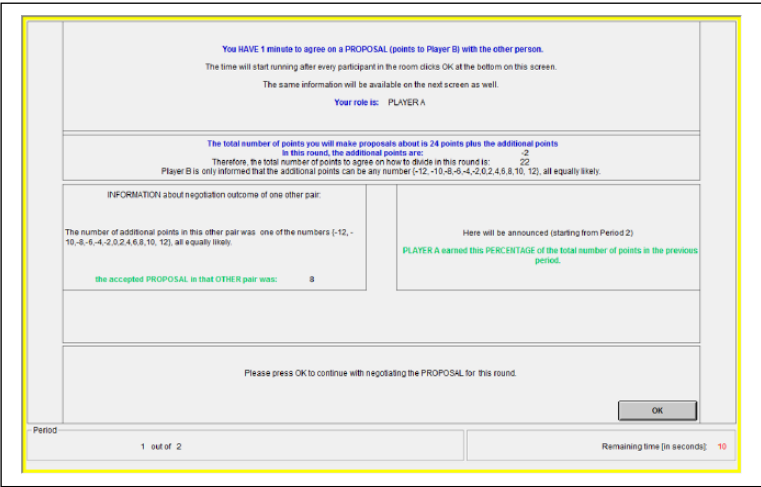 You HAVE 1 minute to agree on a PROPOSAL (points to Player B) with the other person.
The time will start running after every participant in the room clicks OK at the bottom on this screen.
The same information will be available on the next screen as well.
Your role is: PLAYER A
The total number of points you will make proposals about is 24 points plus the additional points
In this round, the additional points are: -2
Therefore, the total number of points to agree on how to divide in this round is: 22
Player B is only informed that the additional points can be any number {-12, -10,-8,-6,-4,-2,0,2,4,6,8,10, 12}, all equally likely.
INFORMATION about negotiation outcome of one other pair:
The number of additional points in this other pair was one of the numbers {-12, -
10,-8,-6,-4,-2,0,2,4,6,8,10, 12}, all equally likely.
the accepted PROPOSAL in that OTHER pair was: 8
Here will be announced (starting from Period 2)
PLAYER A earned this PERCENTAGE of the total number of points in the previous
period.
Please press OK to continue with negotiating the PROPOSAL for this round.
OK
Period
1 out of 2
Remaining time [in seconds]: 10